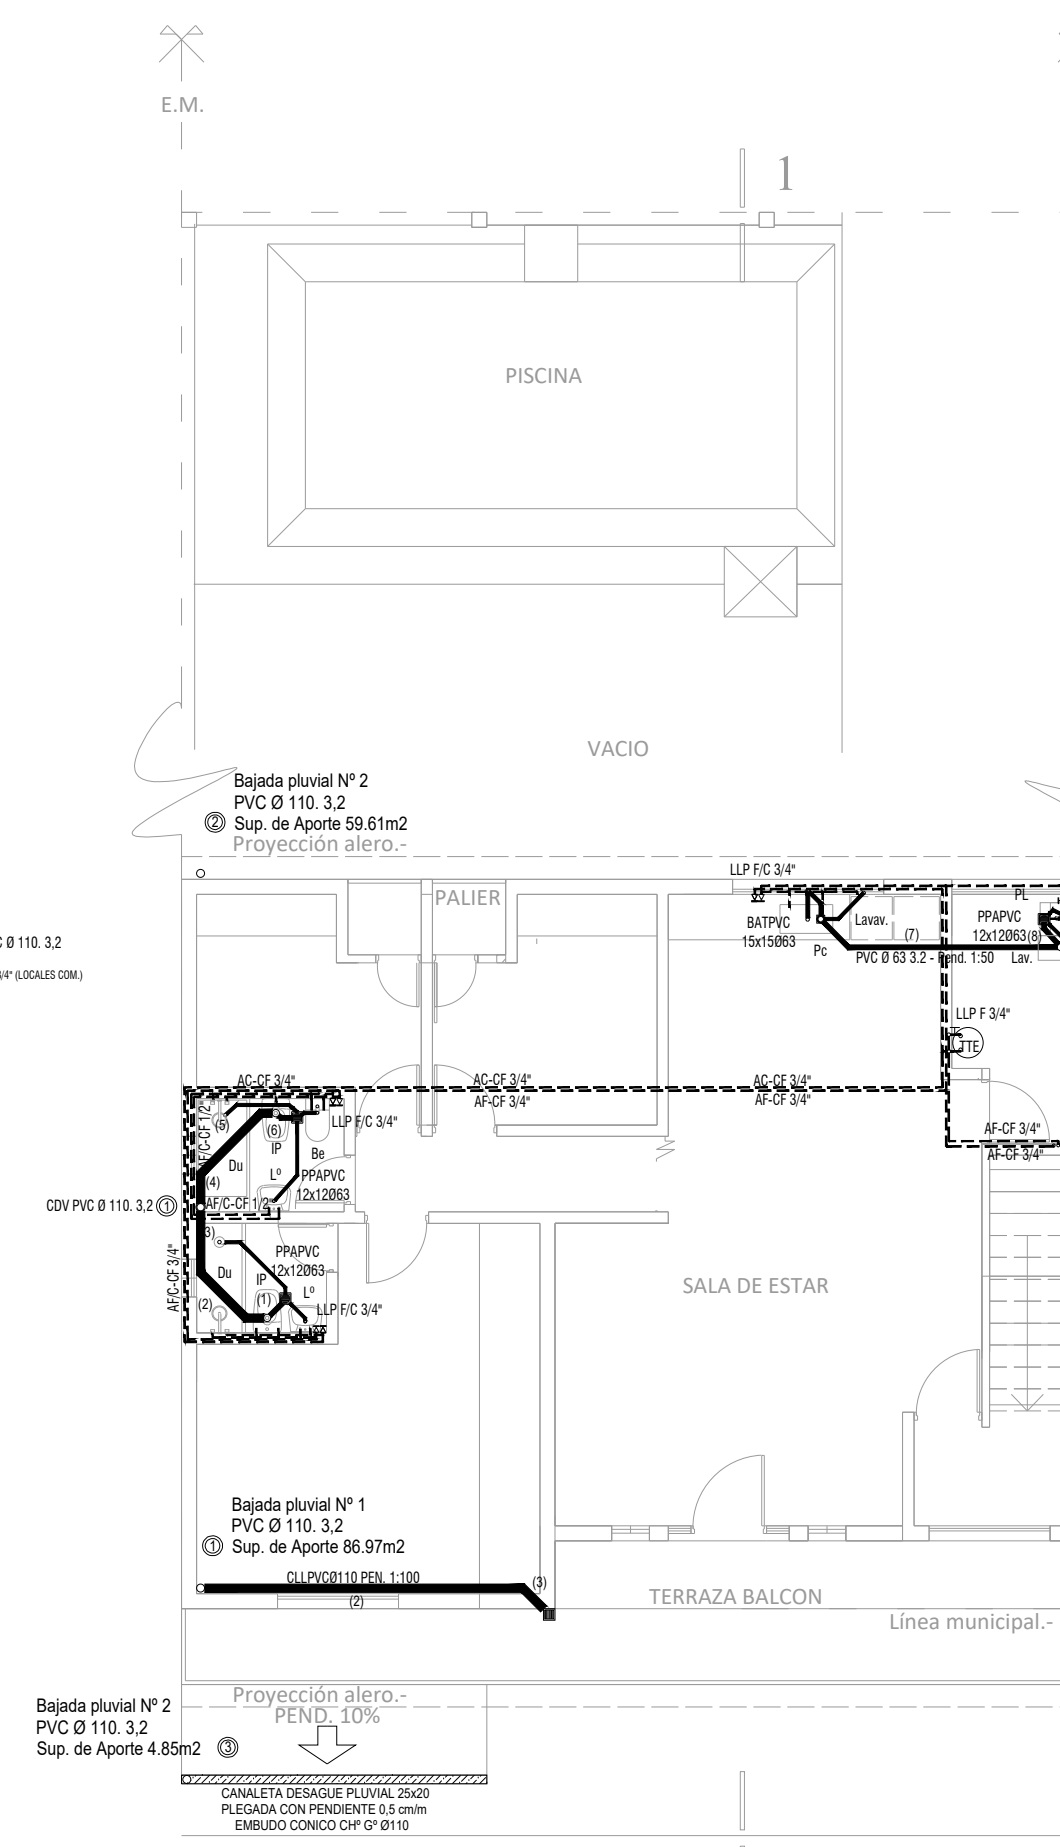 E.M.
1
PISCINA
VACIO
Bajada pluvial Nº 2
PVC Ø 110. 3,2
② Sup. de Aporte 59.61m2
Proyección alero.-
LLP F/C 3/4"
PALIER
PL
BATPVC
15x15Ø63
Lavav.
(7)
PPAPVC
12x12Ø63
(8)
Pc
PVC Ø 63 3.2 - Pend. 1:50
Lav.
Ø 110. 3,2
3/4" (LOCALES COM.)
LLP F 3/4"
TTE
AC-CF 3/4"
AC-CF 3/4"
AC-CF 3/4"
AF-CF 3/4"
AF-CF 3/4"
AF/C-CF 1/2"
(5)
(6)
LLP F/C 3/4"
AF-CF 3/4"
AF-CF 3/4"
IP
Be
Du
Lº
(4)
PPAPVC
12x12Ø63
AF/C-CF 1/2"
CDV PVC Ø 110. 3,2 ①
(3)
PPAPVC
12x12Ø63
AF/C-CF 3/4"
Du
IP
Lº
(2)
(1)
LLP F/C 3/4"
SALA DE ESTAR
Bajada pluvial Nº 1
PVC Ø 110. 3,2
① Sup. de Aporte 86.97m2
CLLPVCØ110 PEN. 1:100
(3)
(2)
TERRAZA BALCON
Línea municipal.-
Proyección alero.-
PEND. 10%
Bajada pluvial Nº 2
PVC Ø 110. 3,2
Sup. de Aporte 4.85m2 ③
CANALETA DESAGUE PLUVIAL 25x20
PLEGADA CON PENDIENTE 0,5 cm/m
EMBUDO CONICO CHº Gº Ø110